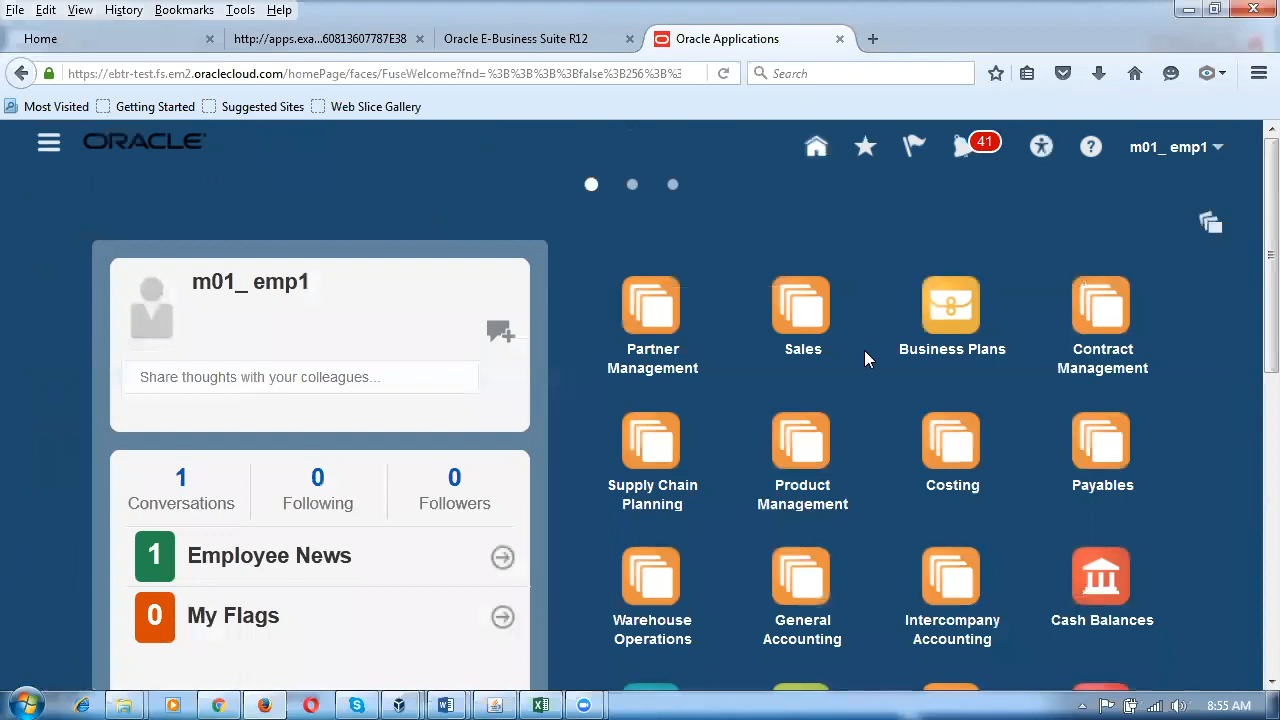 File Edit View History Bookmarks Tools Help
Home
http://apps.exa...60813607787E38
Oracle E-Business Suite R12
Oracle Applications
https://ebtr-test.fs.em2.oraclecloud.com/homePage/faces/FuseWelcome?fnd=%3B%3B%3B%3Bfalse%3B256%3B%3
Search
Most Visited Getting Started Suggested Sites Web Slice Gallery
ORACLE
41
m01_ emp1
m01_ emp1
Share thoughts with your colleagues...
1 0 0
Conversations Following Followers
1 Employee News
0 My Flags
Partner Management
Sales
Business Plans
Contract Management
Supply Chain Planning
Product Management
Costing
Payables
Warehouse Operations
General Accounting
Intercompany Accounting
Cash Balances
8:55 AM